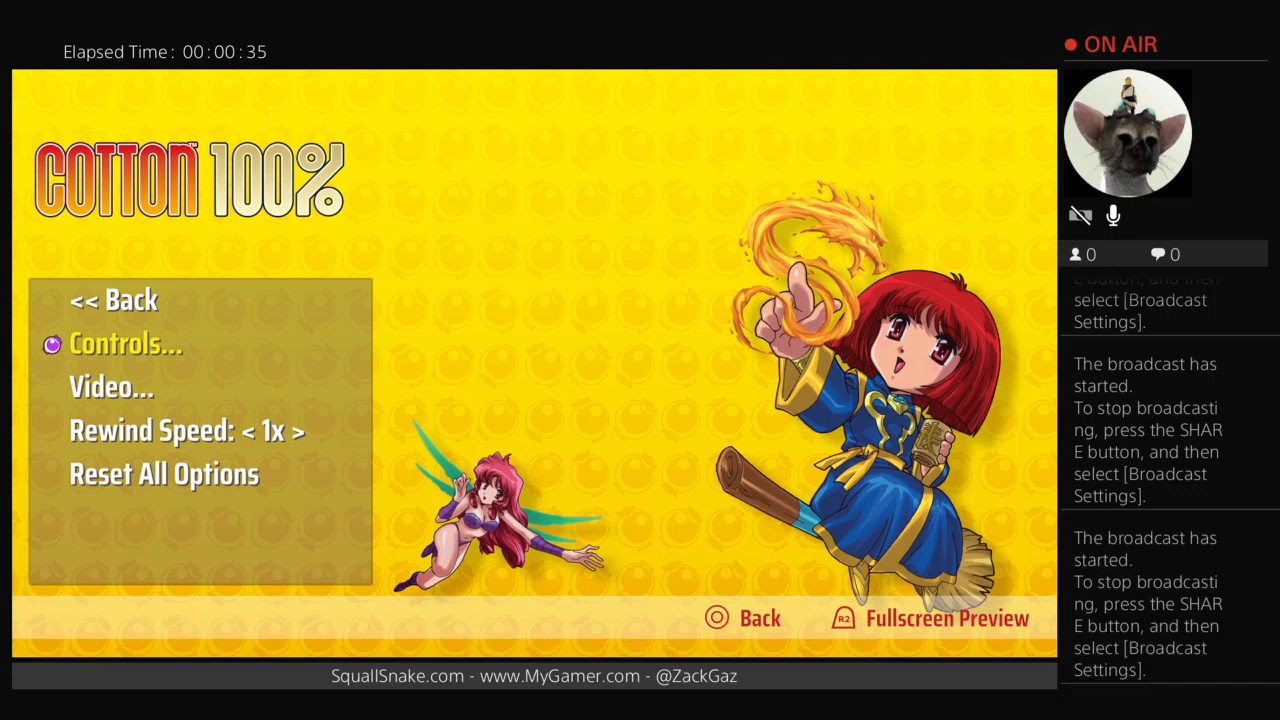 Elapsed Time: 00:00:35
ON AIR
COTTON™ 100%
<< Back
Controls...
Video...
Rewind Speed: < 1x >
Reset All Options
R2
Back
Fullscreen Preview
SquallSnake.com - www.MyGamer.com - @ZackGaz
0
0
E button, and then
select [Broadcast
Settings].
The broadcast has
started.
To stop broadcasti
ng, press the SHAR
E button, and then
select [Broadcast
Settings].
The broadcast has
started.
To stop broadcasti
ng, press the SHAR
E button, and then
select [Broadcast
Settings].